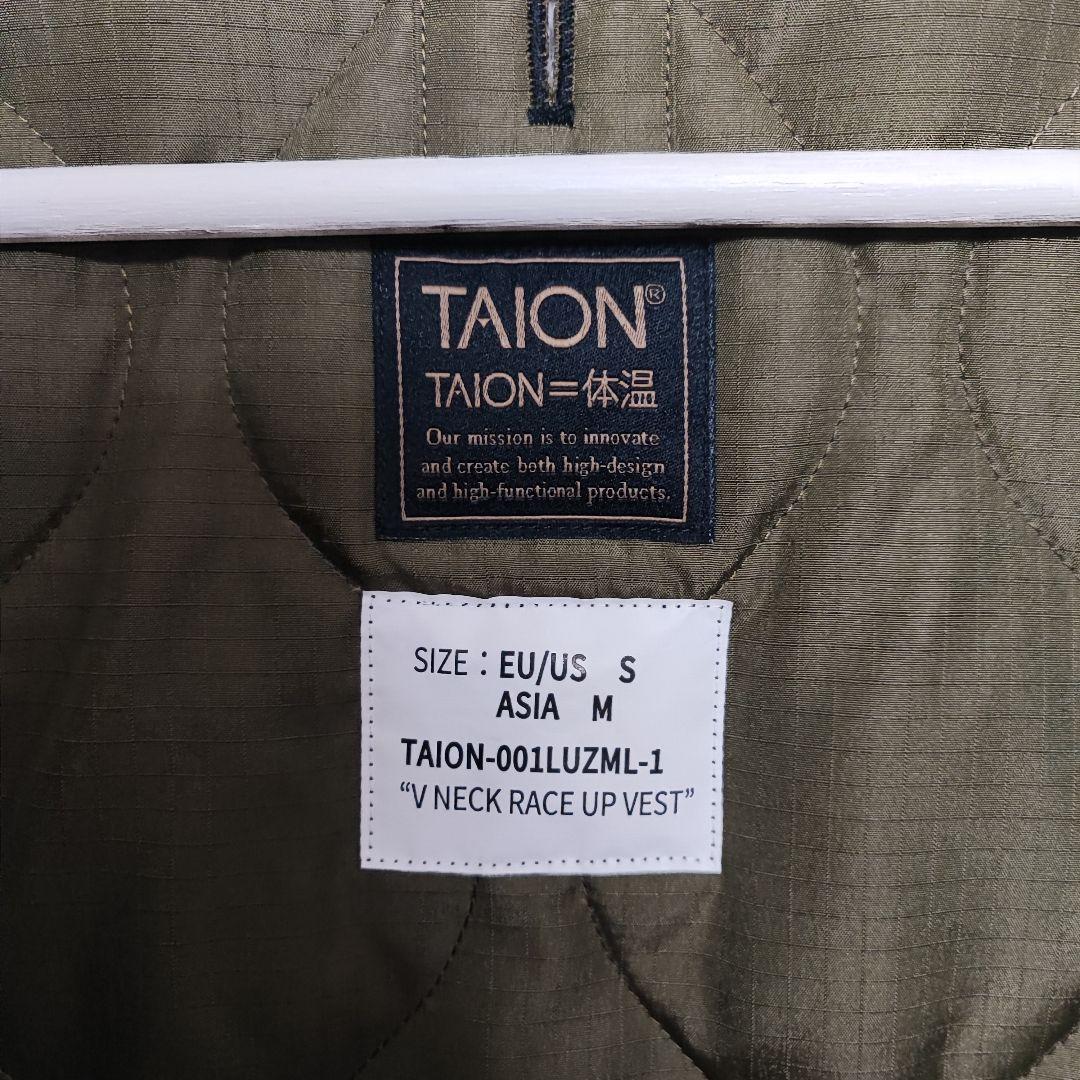 TAION®
TAION=体温
Our mission is to innovate
and create both high-design
and high-functional products.
SIZE : EU/US S
ASIA M
TAION-001LUZML-1
“V NECK RACE UP VEST”